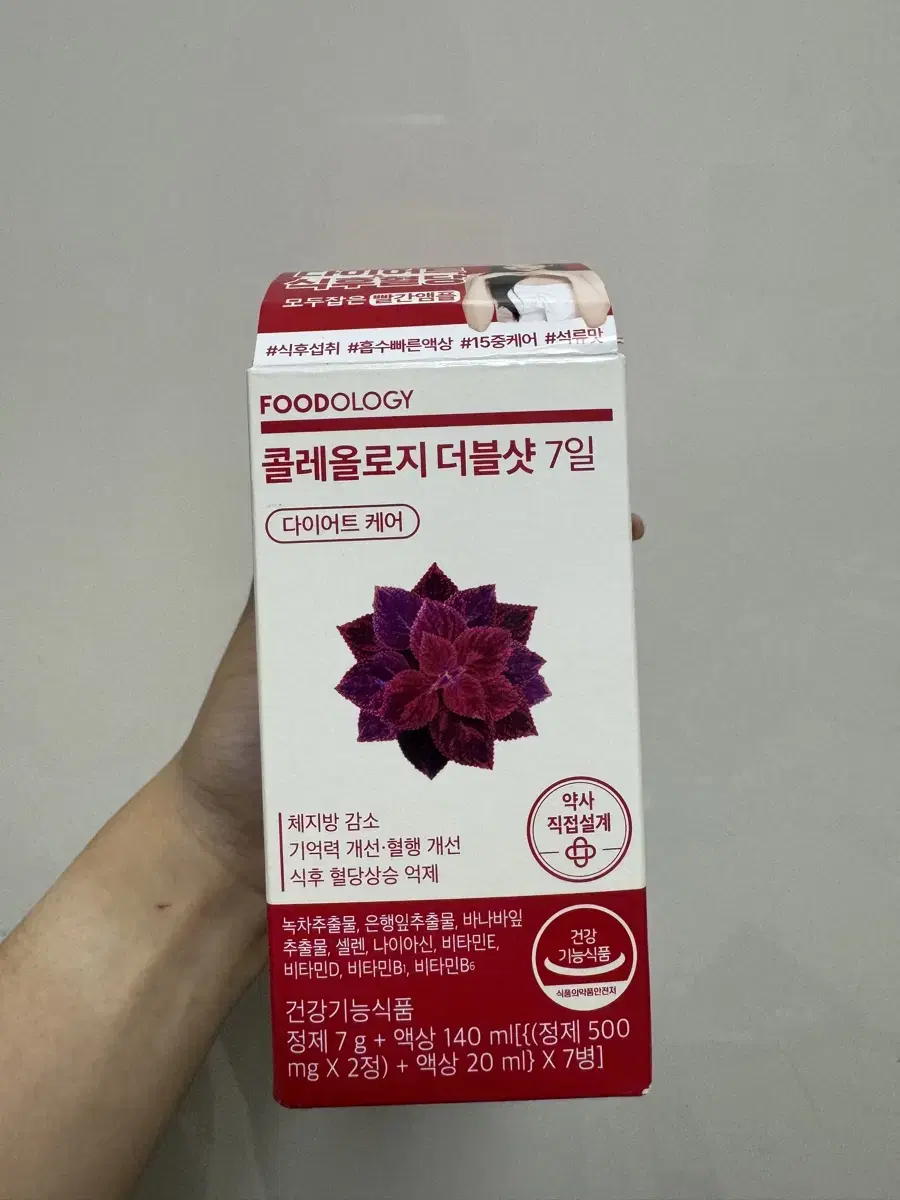 모두잡은 빨간앰플
#식후섭취 #흡수빠른액상 #15중케어 #석류맛
FOODOLOGY
콜레올로지 더블샷 7일
다이어트 케어
약사
직접설계
체지방 감소
기억력 개선·혈행 개선
식후 혈당상승 억제
녹차추출물, 은행잎추출물, 바나바잎
추출물, 셀렌, 나이아신, 비타민E,
비타민D, 비타민B₁, 비타민B₆
건강
기능식품
식품의약품안전처
건강기능식품
정제 7 g + 액상 140 ml[{(정제 500
mg X 2정) + 액상 20 ml} X 7병]